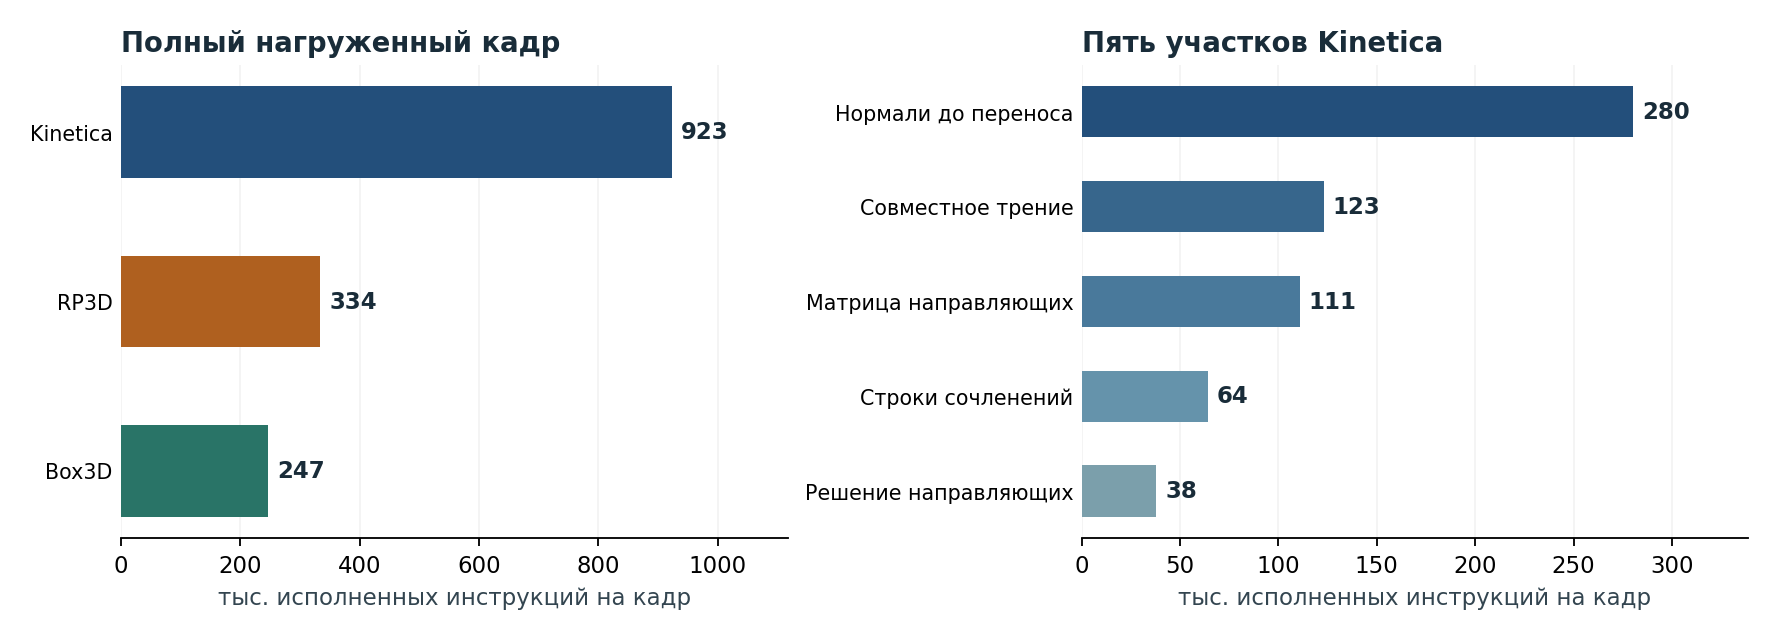 Полный нагруженный кадр
Kinetica
923
RP3D
334
Box3D
247
0 200 400 600 800 1000
тыс. исполненных инструкций на кадр
Пять участков Kinetica
Нормали до переноса
280
Совместное трение
123
Матрица направляющих
111
Строки сочленений
64
Решение направляющих
38
0 50 100 150 200 250 300
тыс. исполненных инструкций на кадр